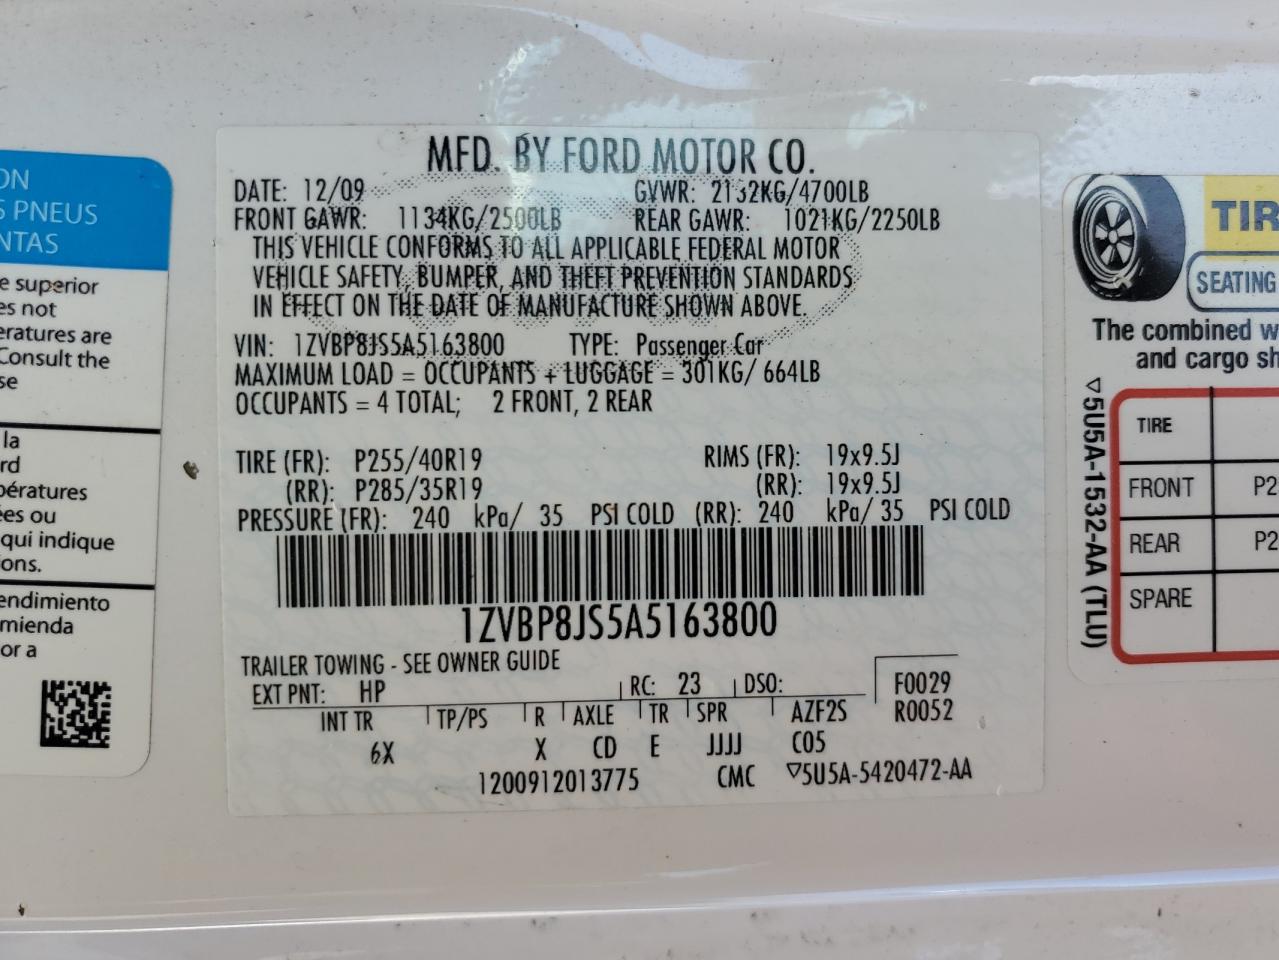 ON
S PNEUS
NTAS
e superior
es not
eratures are
Consult the
se
la
rd
pératures
ées ou
qui indique
ons.
endimiento
mienda
or a
MFD. BY FORD MOTOR CO.
DATE: 12/09 GVWR: 2132KG/4700LB
FRONT GAWR: 1134KG/2500LB REAR GAWR: 1021KG/2250LB
THIS VEHICLE CONFORMS TO ALL APPLICABLE FEDERAL MOTOR
VEHICLE SAFETY, BUMPER, AND THEFT PREVENTION STANDARDS
IN EFFECT ON THE DATE OF MANUFACTURE SHOWN ABOVE.
VIN: 1ZVBP8JS5A5163800 TYPE: Passenger Car
MAXIMUM LOAD = OCCUPANTS + LUGGAGE = 301KG/ 664LB
OCCUPANTS = 4 TOTAL; 2 FRONT, 2 REAR
TIRE (FR): P255/40R19 RIMS (FR): 19x9.5J
(RR): P285/35R19 (RR): 19x9.5J
PRESSURE (FR): 240 kPa/ 35 PSI COLD (RR): 240 kPa/ 35 PSI COLD
1ZVBP8JS5A5163800
TRAILER TOWING - SEE OWNER GUIDE
EXT PNT: HP RC: 23 DSO: F0029
INT TR TP/PS R AXLE TR SPR AZF2S R0052
6X X CD E JJJJ C05
1200912013775 CMC ▽5U5A-5420472-AA
TIR
SEATING
The combined w
and cargo sh
▽5U5A-1532-AA (TLU)
TIRE
FRONT P2
REAR P2
SPARE